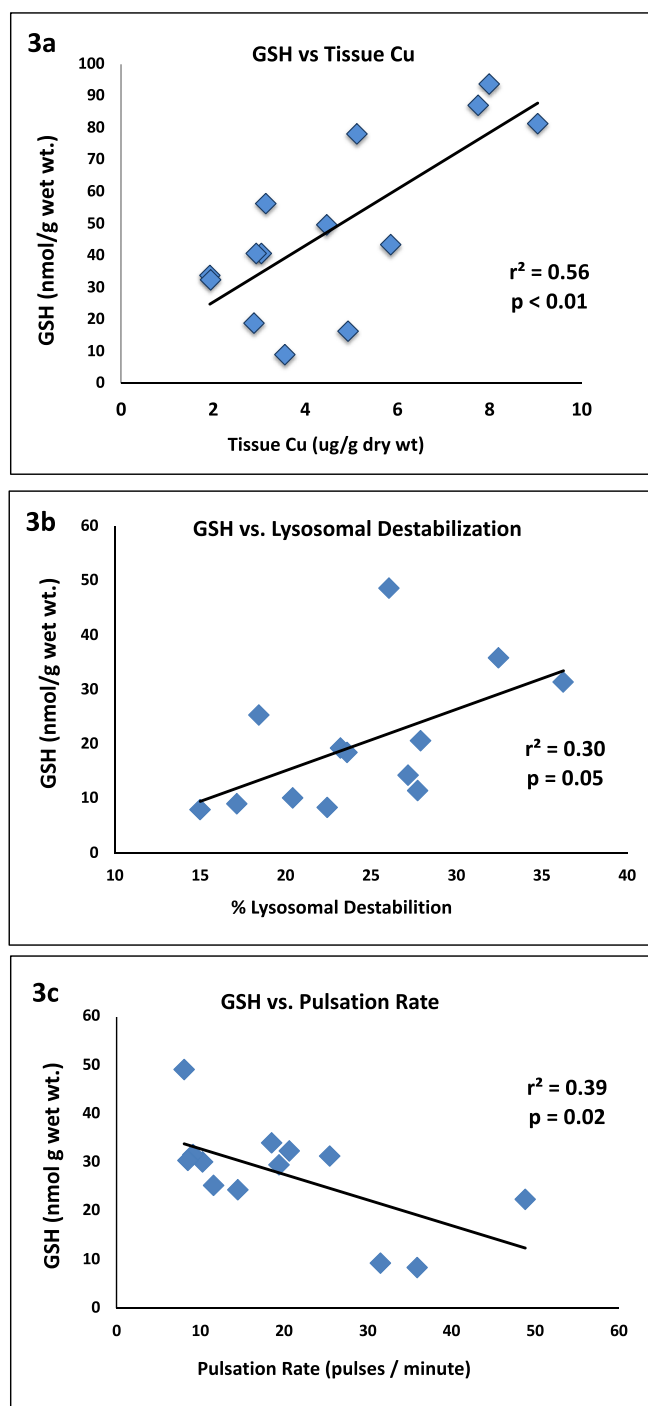 3a
GSH vs Tissue Cu
100
90
80
70
60
50
40
30
20
10
0
GSH (nmol/g wet wt.)
r² = 0.56
p < 0.01
0 2 4 6 8 10
Tissue Cu (ug/g dry wt)
3b
GSH vs. Lysosomal Destabilization
60
50
40
30
20
10
0
GSH (nmol/g wet wt.)
r² = 0.30
p = 0.05
10 15 20 25 30 35 40
% Lysosomal Destabilition
3c
GSH vs. Pulsation Rate
60
50
40
30
20
10
0
GSH (nmol g wet wt.)
r² = 0.39
p = 0.02
0 10 20 30 40 50 60
Pulsation Rate (pulses / minute)